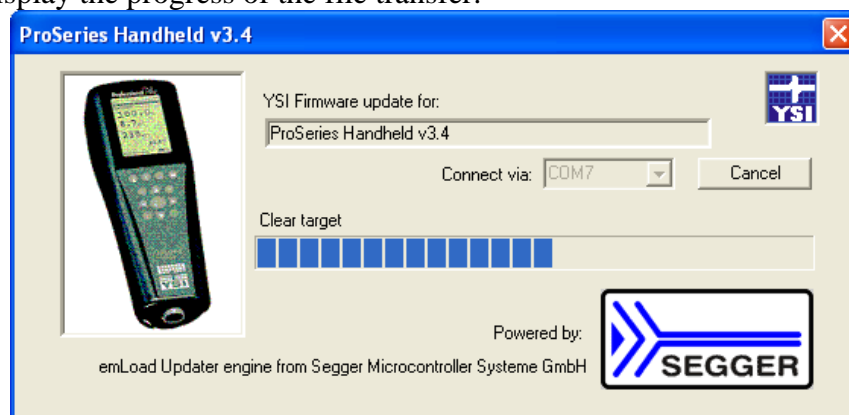 splay the progress of the file transfer.
ProSeries Handheld v3.4
YSI Firmware update for:
YSI
ProSeries Handheld v3.4
Connect via: COM7 Cancel
Clear target
Powered by:
emLoad Updater engine from Segger Microcontroller Systeme GmbH
SEGGER